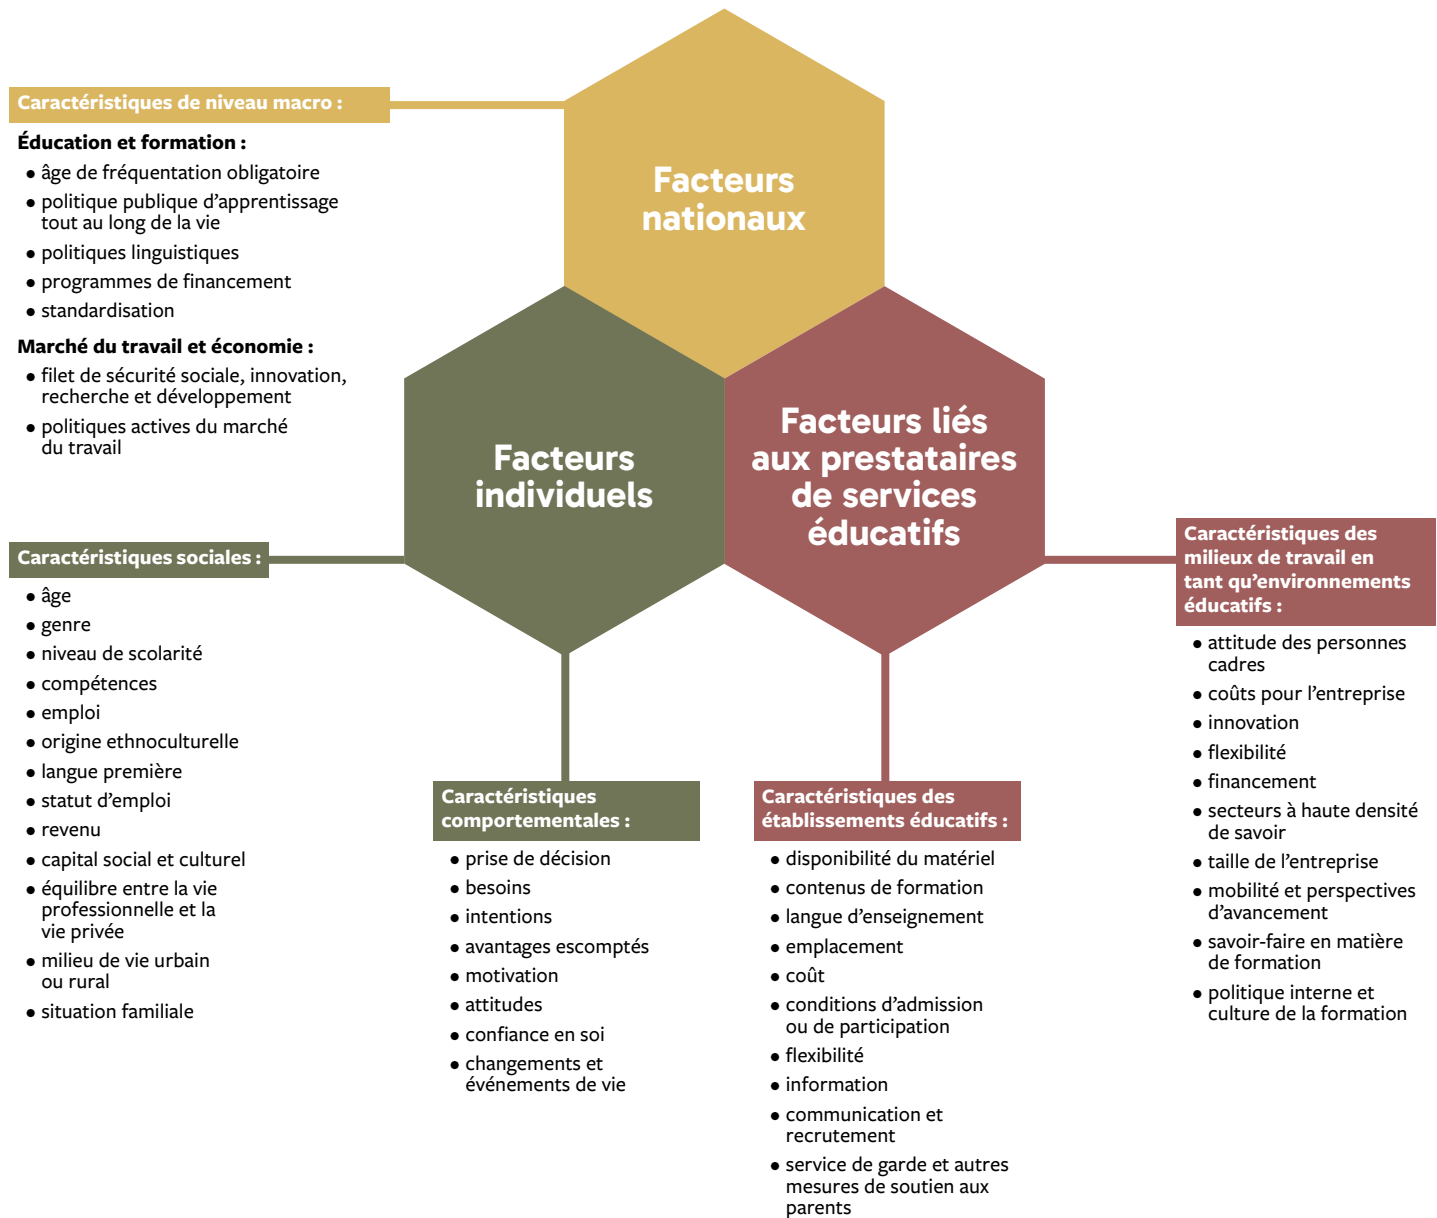 Facteurs
nationaux
Caractéristiques de niveau macro :
Éducation et formation :
• âge de fréquentation obligatoire
• politique publique d’apprentissage
tout au long de la vie
• politiques linguistiques
• programmes de financement
• standardisation
Marché du travail et économie :
• filet de sécurité sociale, innovation,
recherche et développement
• politiques actives du marché
du travail
Facteurs
individuels
Facteurs liés
aux prestataires
de services
éducatifs
Caractéristiques sociales :
• âge
• genre
• niveau de scolarité
• compétences
• emploi
• origine ethnoculturelle
• langue première
• statut d’emploi
• revenu
• capital social et culturel
• équilibre entre la vie
professionnelle et la
vie privée
• milieu de vie urbain
ou rural
• situation familiale
Caractéristiques
comportementales :
• prise de décision
• besoins
• intentions
• avantages escomptés
• motivation
• attitudes
• confiance en soi
• changements et
événements de vie
Caractéristiques des
établissements éducatifs :
• disponibilité du matériel
• contenus de formation
• langue d’enseignement
• emplacement
• coût
• conditions d’admission
ou de participation
• flexibilité
• information
• communication et
recrutement
• service de garde et autres
mesures de soutien aux
parents
Caractéristiques des
milieux de travail en
tant qu’environnements
éducatifs :
• attitude des personnes
cadres
• coûts pour l’entreprise
• innovation
• flexibilité
• financement
• secteurs à haute densité
de savoir
• taille de l’entreprise
• mobilité et perspectives
d’avancement
• savoir-faire en matière
de formation
• politique interne et
culture de la formation